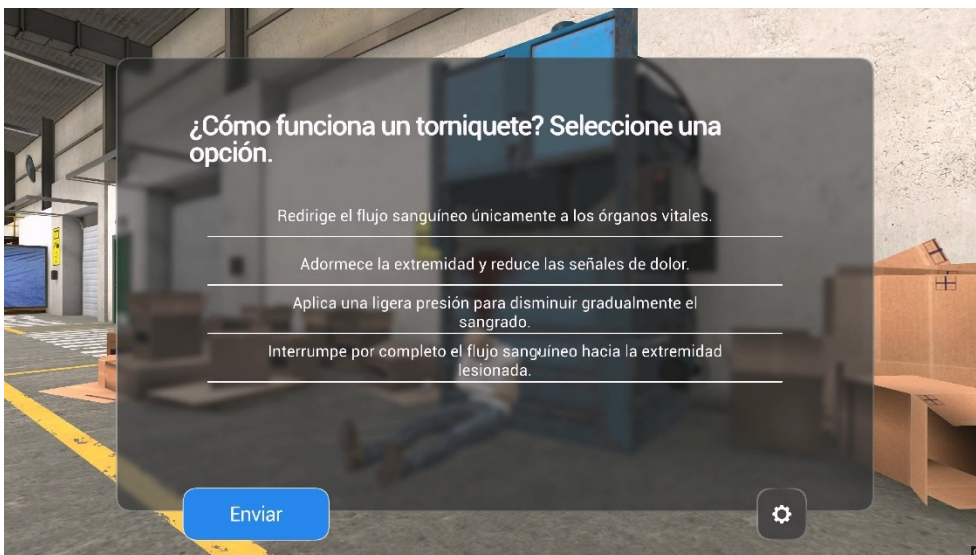 ¿Cómo funciona un torniquete? Seleccione una
opción.
Redirige el flujo sanguíneo únicamente a los órganos vitales.
Adormece la extremidad y reduce las señales de dolor.
Aplica una ligera presión para disminuir gradualmente el
sangrado.
Interrumpe por completo el flujo sanguíneo hacia la extremidad
lesionada.
Enviar